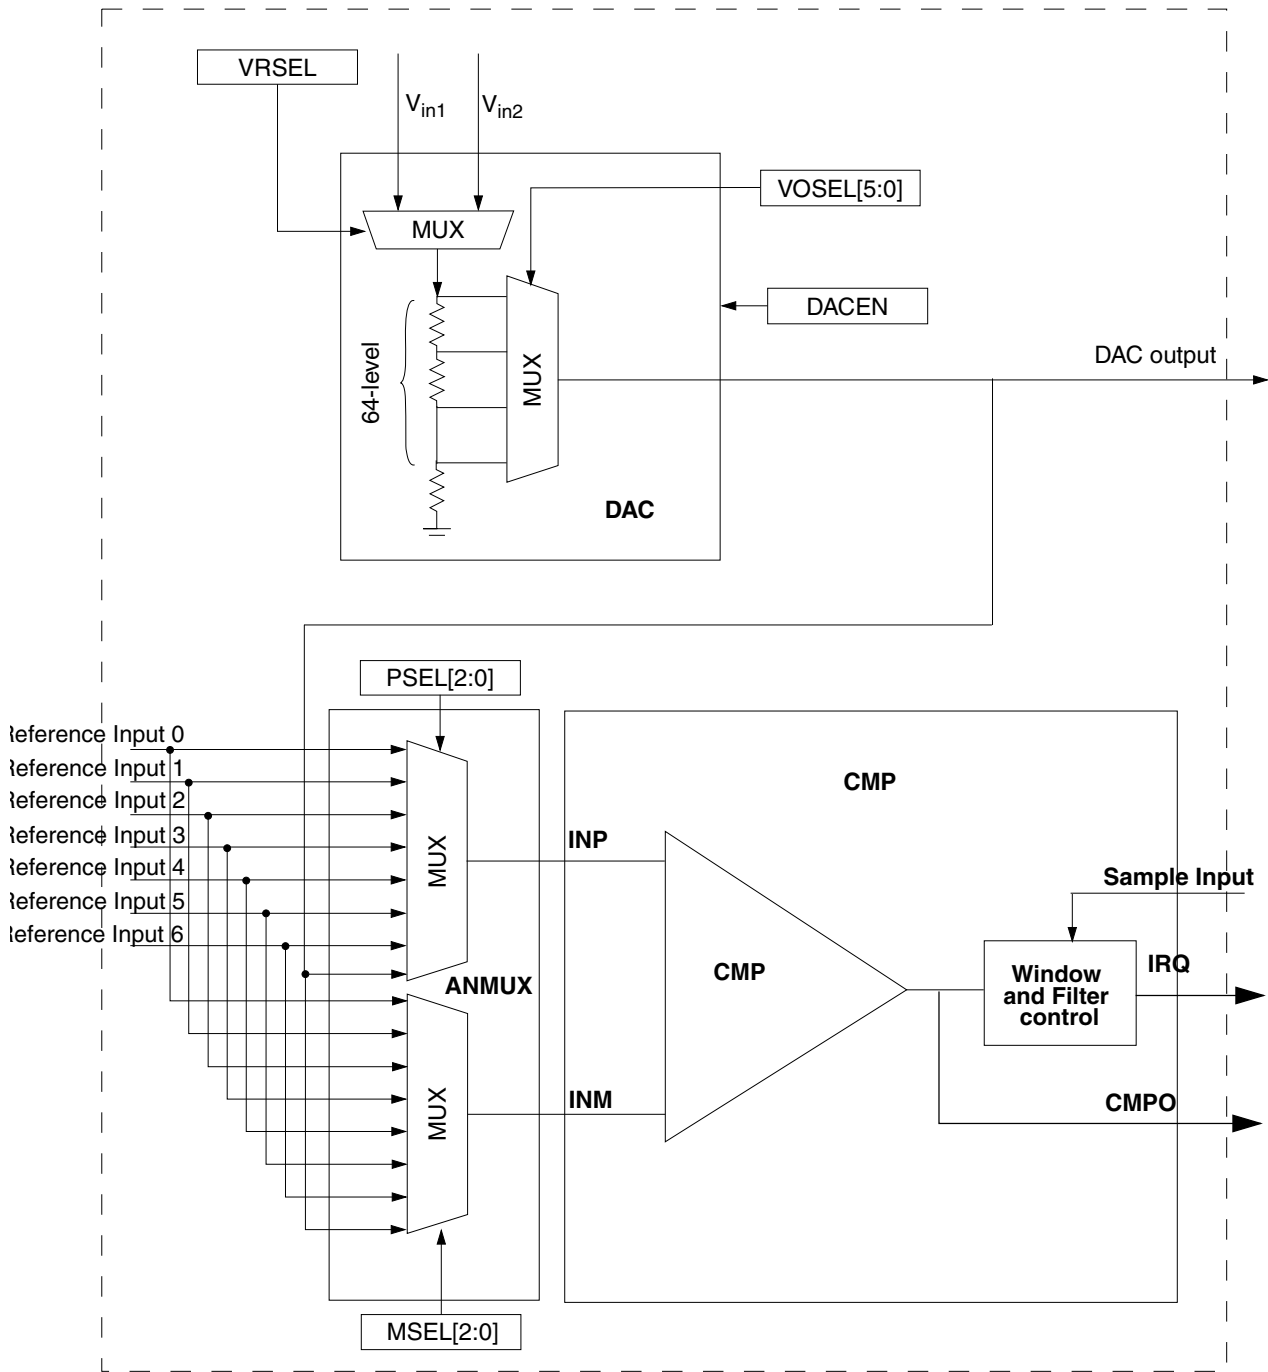 VRSEL
Vin1
Vin2
VOSEL[5:0]
MUX
DACEN
64-level
MUX
DAC output
DAC
PSEL[2:0]
Reference Input 0
Reference Input 1
Reference Input 2
Reference Input 3
Reference Input 4
Reference Input 5
Reference Input 6
MUX
ANMUX
MUX
MSEL[2:0]
CMP
INP
INM
CMP
Sample Input
Window
and Filter
control
IRQ
CMPO